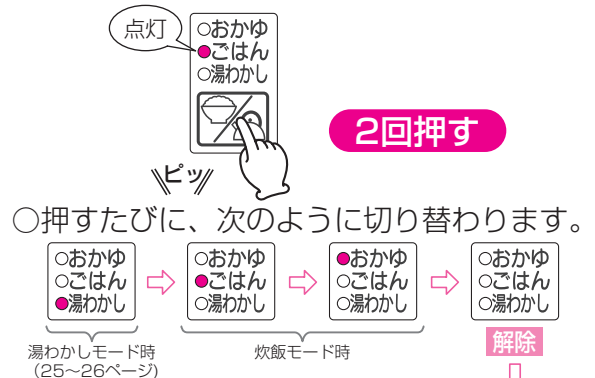 点灯
○おかゆ
●ごはん
○湯わかし
2回押す
ピッ
○押すたびに、次のように切り替わります。
○おかゆ
○ごはん
●湯わかし
○おかゆ
●ごはん
○湯わかし
●おかゆ
○ごはん
○湯わかし
○おかゆ
○ごはん
○湯わかし
湯わかしモード時
（25～26ページ）
炊飯モード時
解除